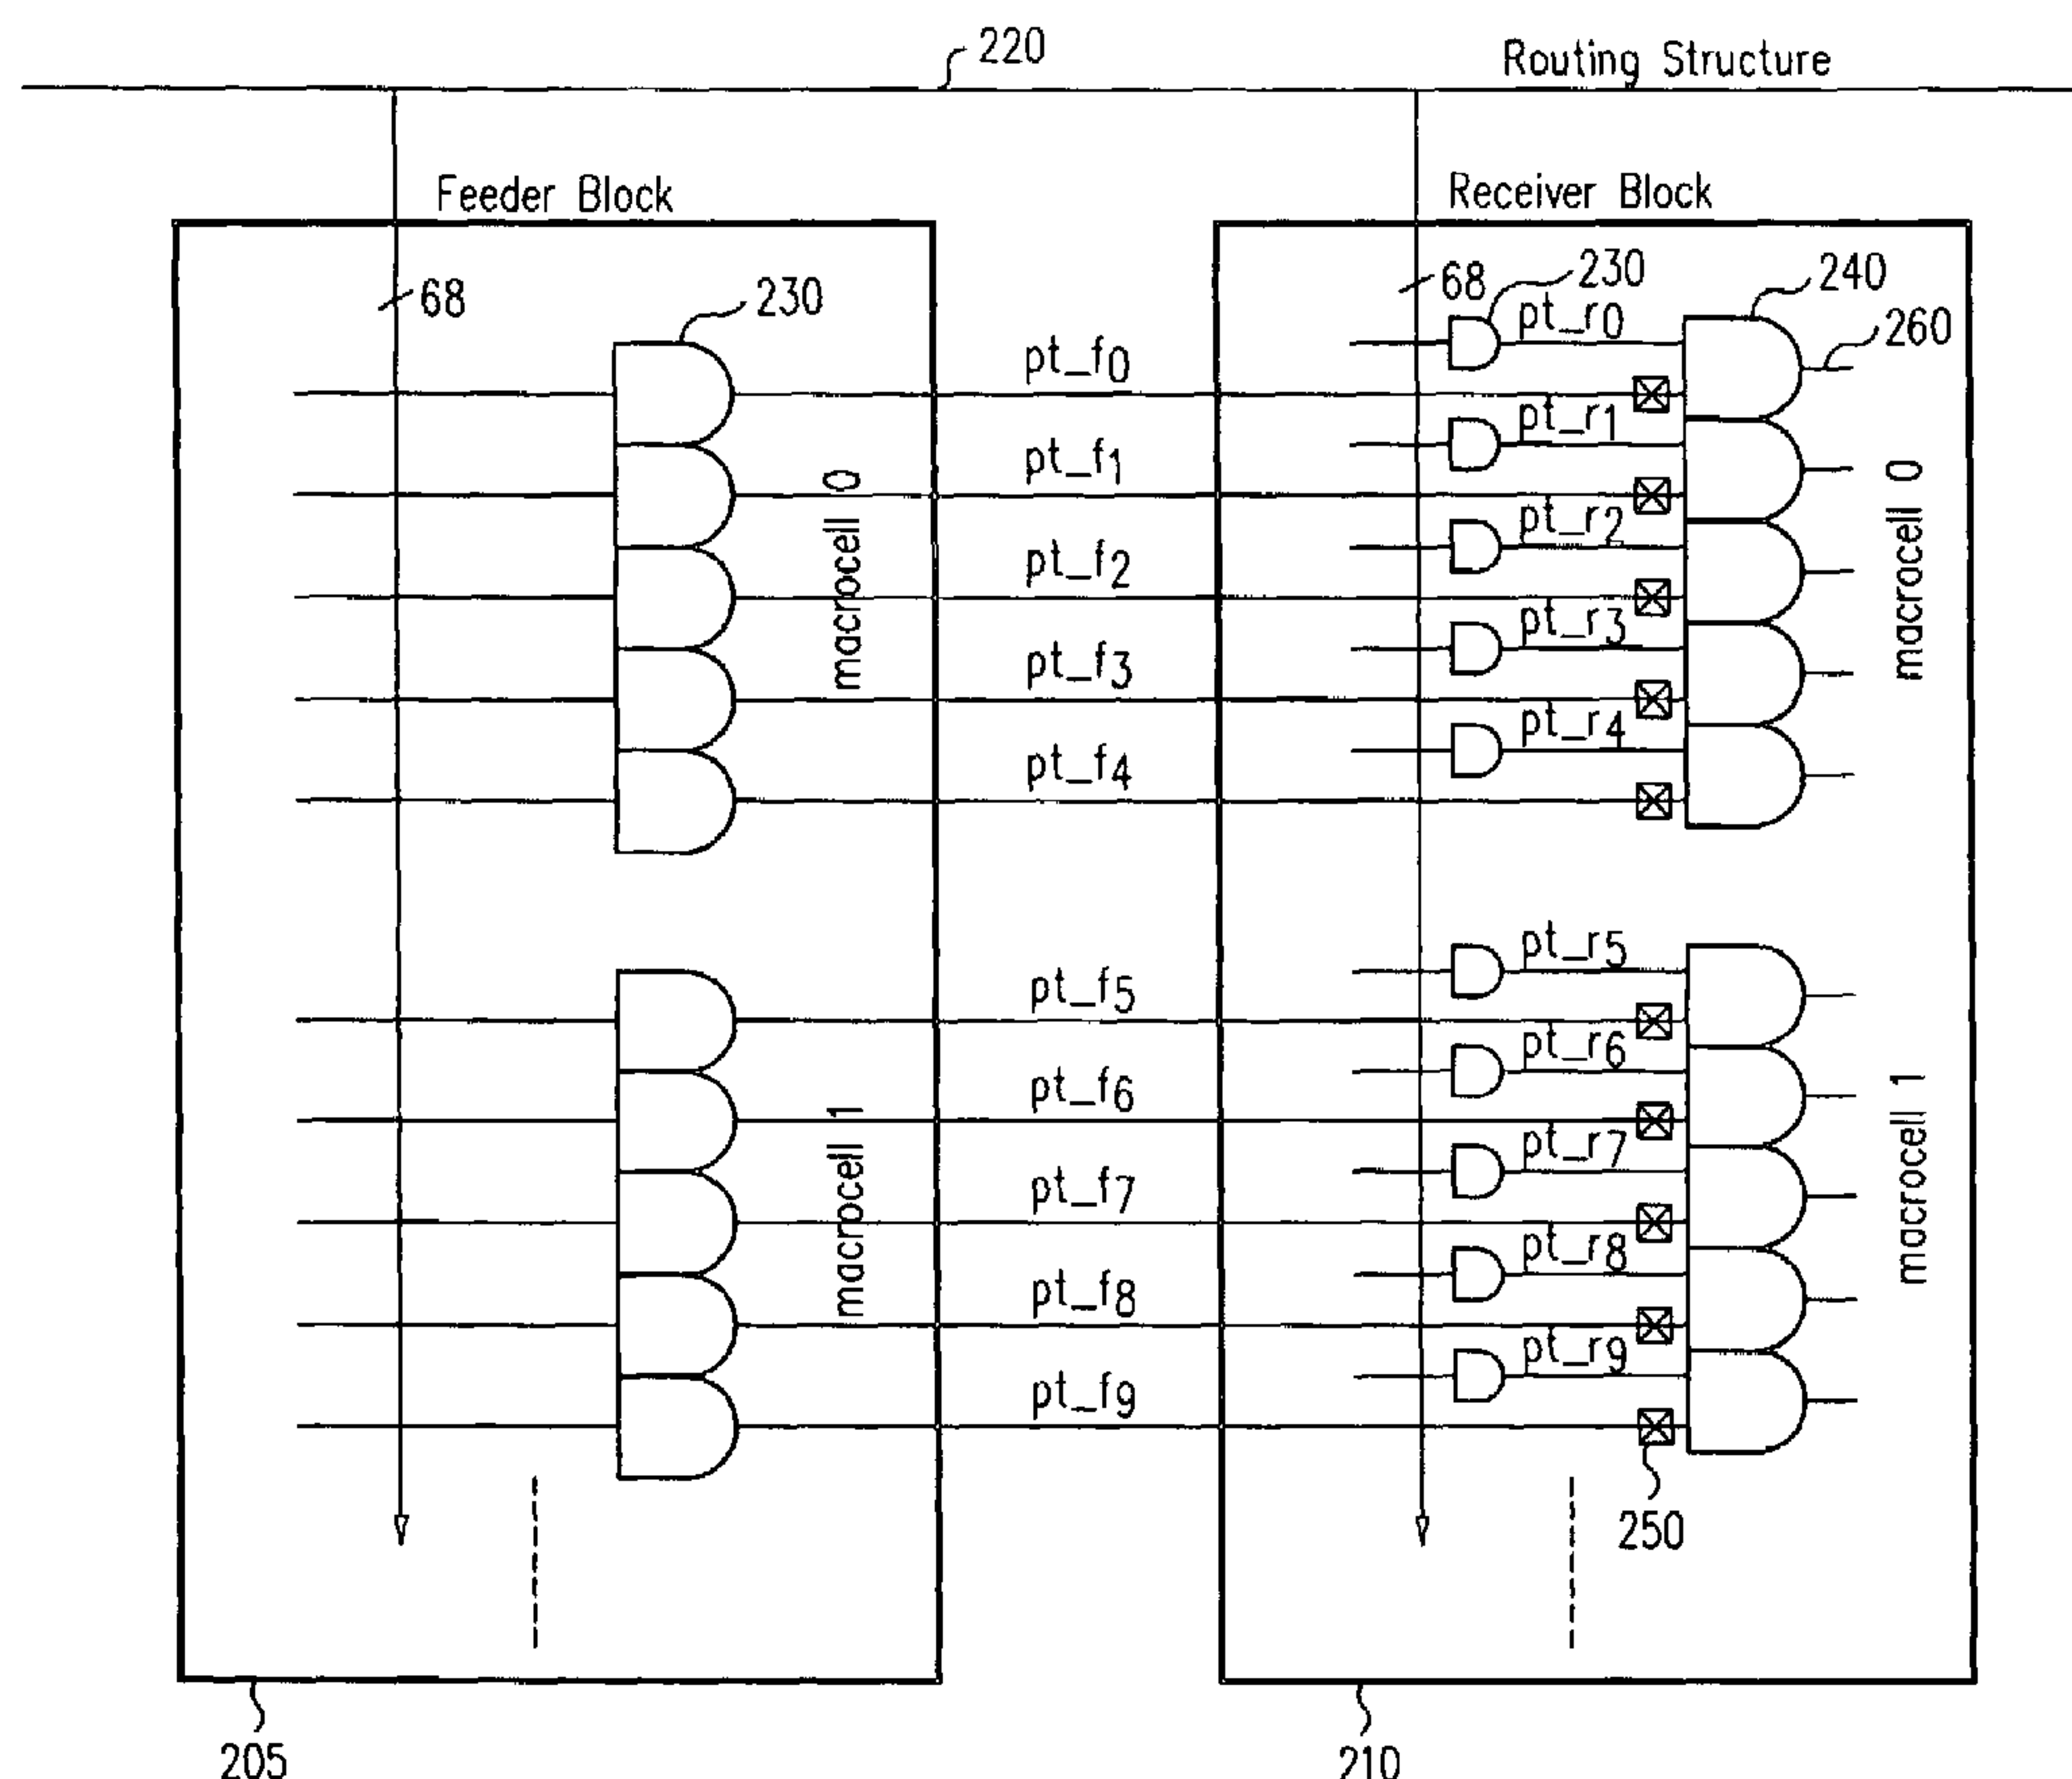 220
Routing Structure
Feeder Block
Receiver Block
68
230
68
230
240
260
pt_f0
pt_r0
pt_f1
pt_r1
pt_f2
pt_r2
pt_f3
pt_r3
pt_f4
pt_r4
macrocell 0
macrocell 0
pt_f5
pt_r5
pt_f6
pt_r6
pt_f7
pt_r7
pt_f8
pt_r8
pt_f9
pt_r9
macrocell 1
macrocell 1
250
205
210